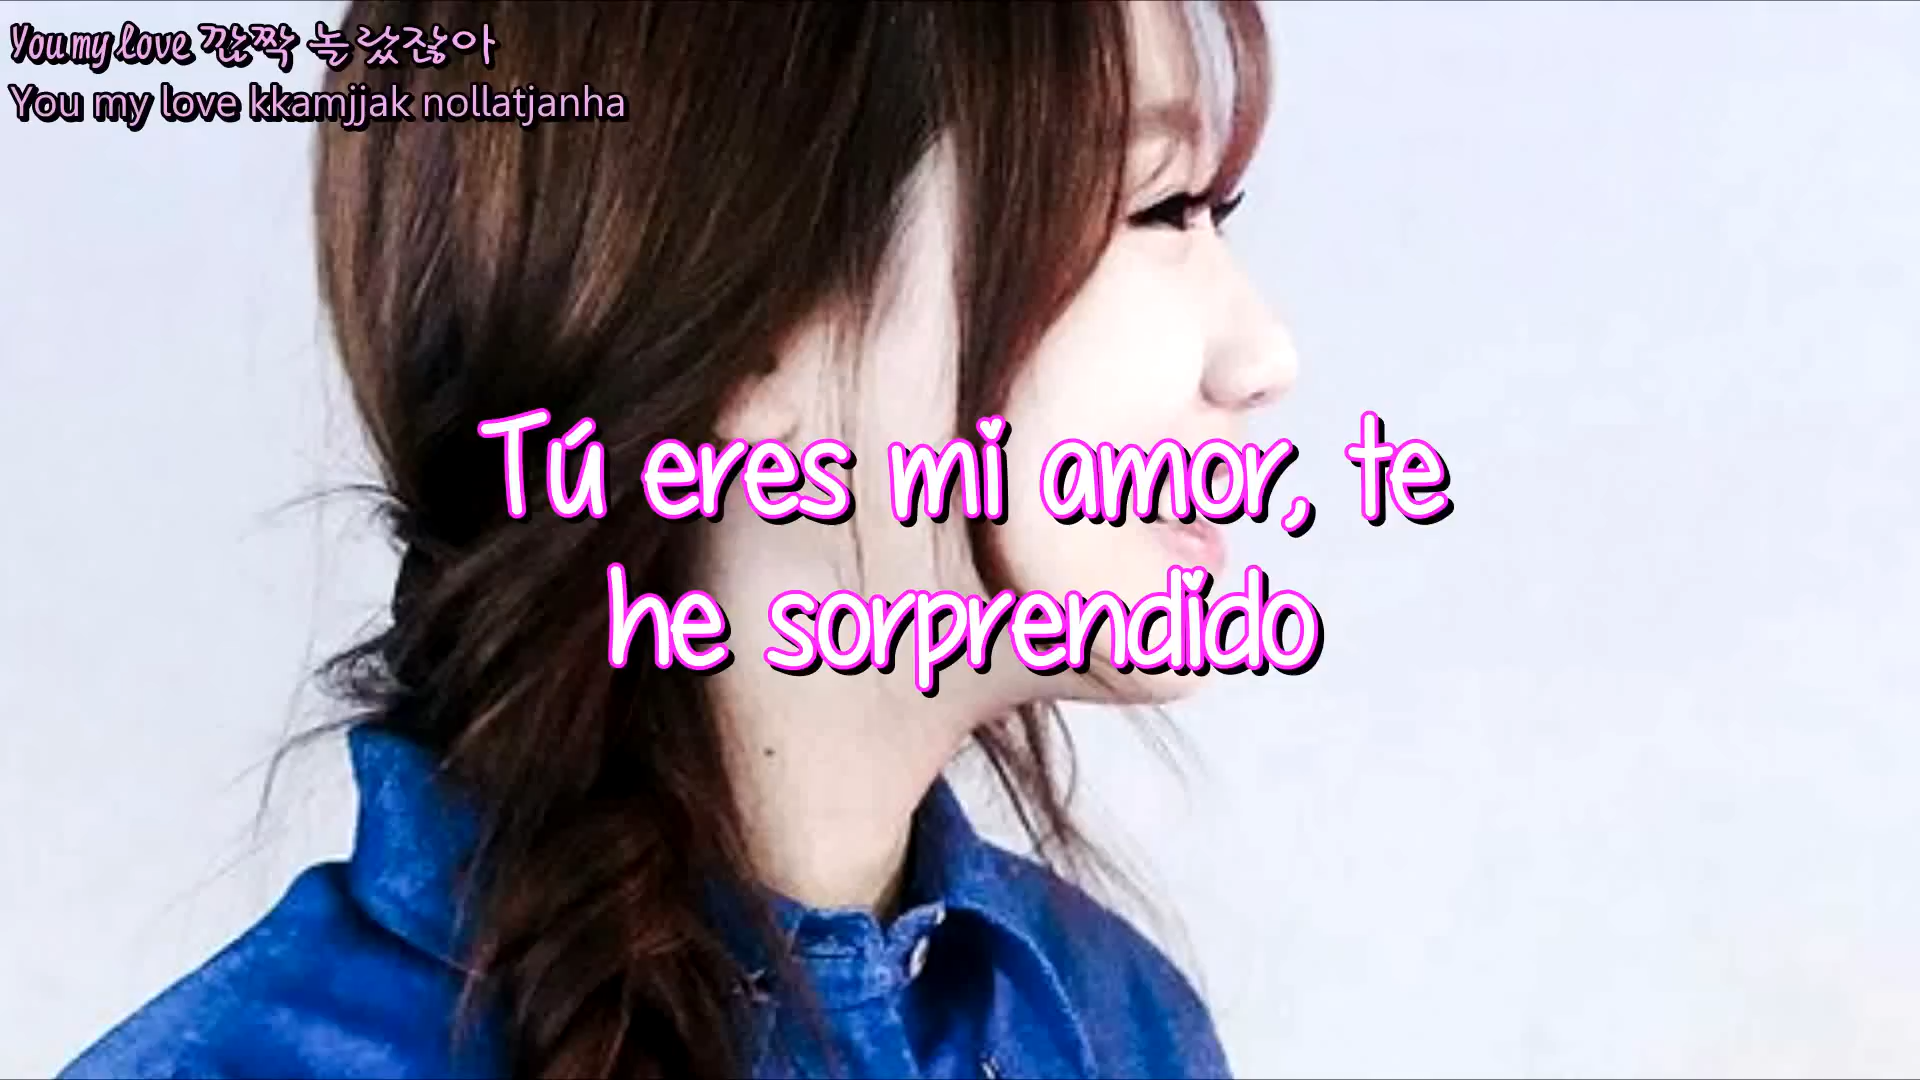 You my love 깜짝 놀랐잖아
You my love kkamjjak nollatjanha
Tú eres mi amor, te
he sorprendido